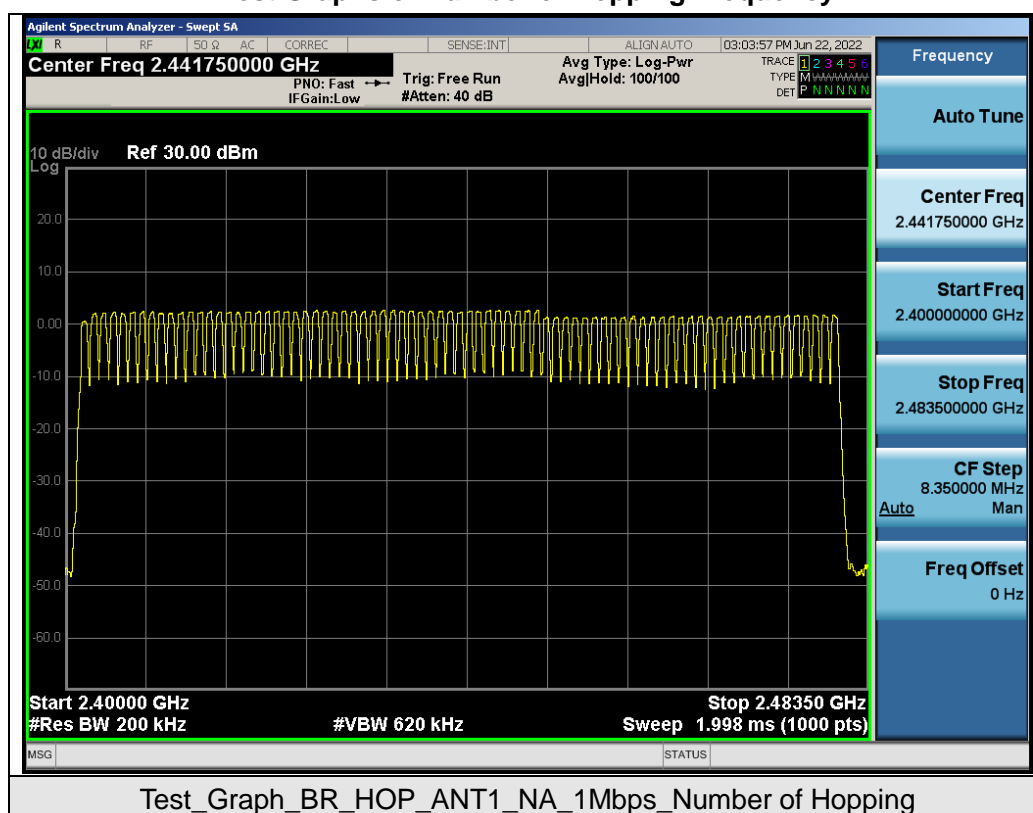 Agilent Spectrum Analyzer - Swept SA
LXI R RF 50 Ω AC CORREC SENSE:INT ALIGN AUTO 03:03:57 PM Jun 22, 2022
Center Freq 2.441750000 GHz
PNO: Fast
IFGain:Low
Trig: Free Run
#Atten: 40 dB
Avg Type: Log-Pwr
Avg|Hold: 100/100
TRACE 1 2 3 4 5 6
TYPE M
DET P N N N N N
10 dB/div Ref 30.00 dBm
Log
20.0
10.0
0.00
-10.0
-20.0
-30.0
-40.0
-50.0
-60.0
Start 2.40000 GHz Stop 2.48350 GHz
#Res BW 200 kHz #VBW 620 kHz Sweep 1.998 ms (1000 pts)
MSG STATUS
Frequency
Auto Tune
Center Freq
2.441750000 GHz
Start Freq
2.400000000 GHz
Stop Freq
2.483500000 GHz
CF Step
8.350000 MHz
Auto Man
Freq Offset
0 Hz
Test_Graph_BR_HOP_ANT1_NA_1Mbps_Number of Hopping